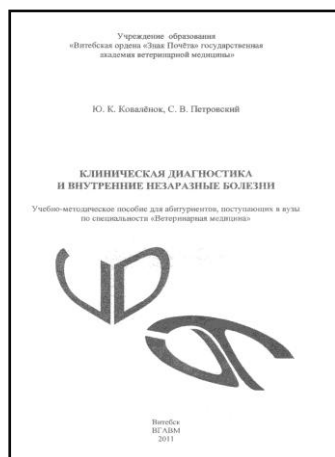 Учреждение образования
«Витебская ордена «Знак Почёта» государственная
академия ветеринарной медицины»
Ю. К. Ковалёнок, С. В. Петровский
КЛИНИЧЕСКАЯ ДИАГНОСТИКА
И ВНУТРЕННИЕ НЕЗАРАЗНЫЕ БОЛЕЗНИ
Учебно-методическое пособие для абитуриентов, поступающих в вузы
по специальности «Ветеринарная медицина»
Витебск
ВГАВМ
2011